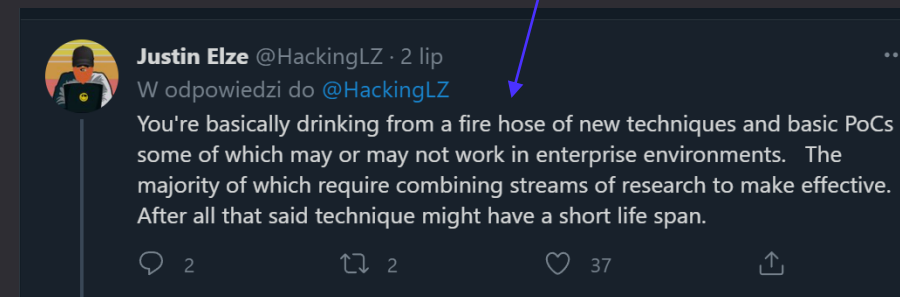 Justin Elze @HackingLZ · 2 lip
W odpowiedzi do @HackingLZ
You're basically drinking from a fire hose of new techniques and basic PoCs
some of which may or may not work in enterprise environments. The
majority of which require combining streams of research to make effective.
After all that said technique might have a short life span.
2 2 37